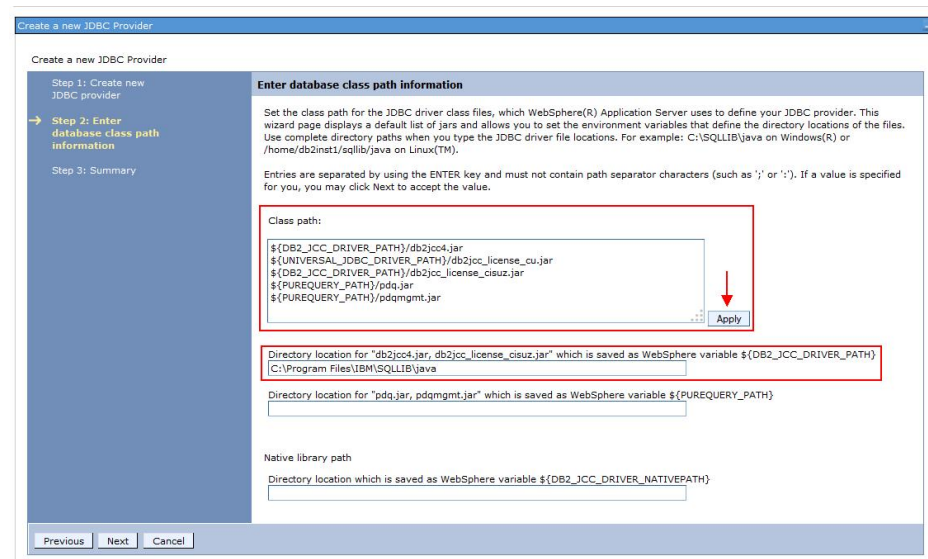 Create a new JDBC Provider
Create a new JDBC Provider
Step 1: Create new
JDBC provider
Step 2: Enter
database class path
information
Step 3: Summary
Enter database class path information
Set the class path for the JDBC driver class files, which WebSphere(R) Application Server uses to define your JDBC provider. This
wizard page displays a default list of jars and allows you to set the environment variables that define the directory locations of the files.
Use complete directory paths when you type the JDBC driver file locations. For example: C:\SQLLIB\java on Windows(R) or
/home/db2inst1/sqllib/java on Linux(TM).
Entries are separated by using the ENTER key and must not contain path separator characters (such as ';' or ':'). If a value is specified
for you, you may click Next to accept the value.
Class path:
${DB2_JCC_DRIVER_PATH}/db2jcc4.jar
${UNIVERSAL_JDBC_DRIVER_PATH}/db2jcc_license_cu.jar
${DB2_JCC_DRIVER_PATH}/db2jcc_license_cisuz.jar
${PUREQUERY_PATH}/pdq.jar
${PUREQUERY_PATH}/pdqmgmt.jar
Apply
Directory location for "db2jcc4.jar, db2jcc_license_cisuz.jar" which is saved as WebSphere variable ${DB2_JCC_DRIVER_PATH}
C:\Program Files\IBM\SQLLIB\java
Directory location for "pdq.jar, pdqmgmt.jar" which is saved as WebSphere variable ${PUREQUERY_PATH}
Native library path
Directory location which is saved as WebSphere variable ${DB2_JCC_DRIVER_NATIVEPATH}
Previous Next Cancel